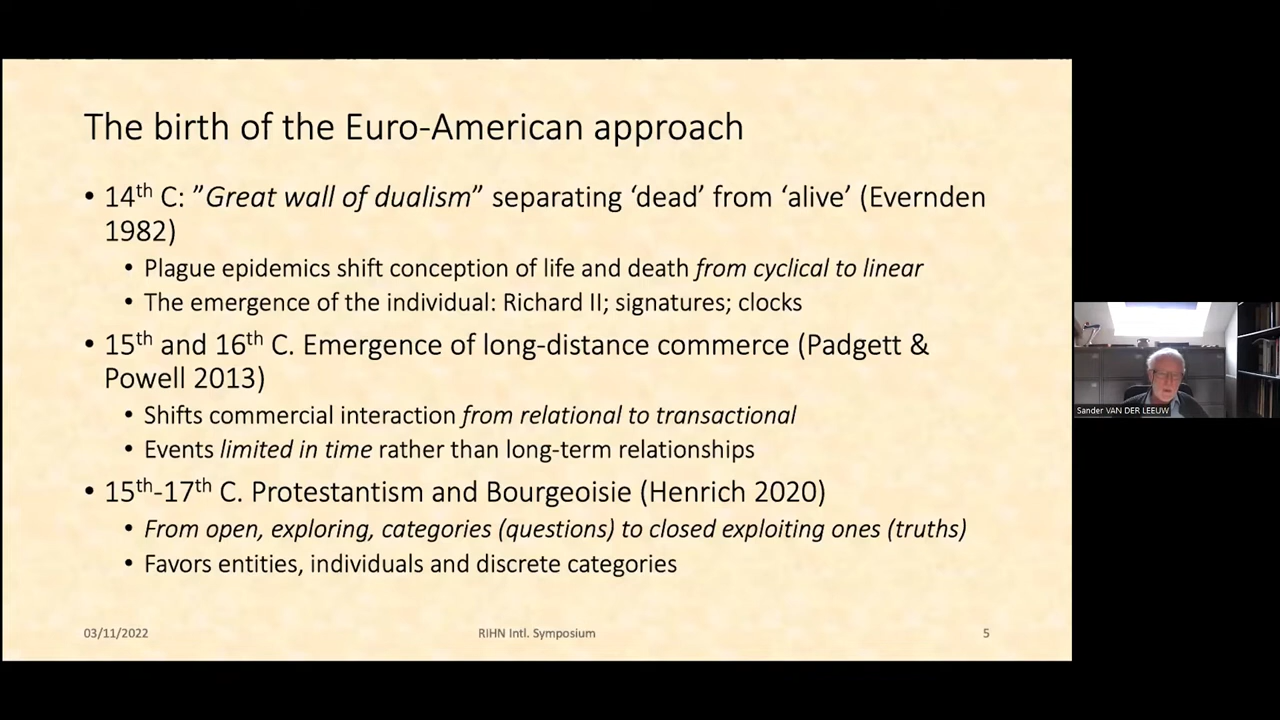 The birth of the Euro-American approach
• 14th C: ”Great wall of dualism” separating ‘dead’ from ‘alive’ (Evernden
1982)
• Plague epidemics shift conception of life and death from cyclical to linear
• The emergence of the individual: Richard II; signatures; clocks
• 15th and 16th C. Emergence of long-distance commerce (Padgett &
Powell 2013)
• Shifts commercial interaction from relational to transactional
• Events limited in time rather than long-term relationships
• 15th-17th C. Protestantism and Bourgeoisie (Henrich 2020)
• From open, exploring, categories (questions) to closed exploiting ones (truths)
• Favors entities, individuals and discrete categories
03/11/2022 RIHN Intl. Symposium 5
Sander VAN DER LEEUW